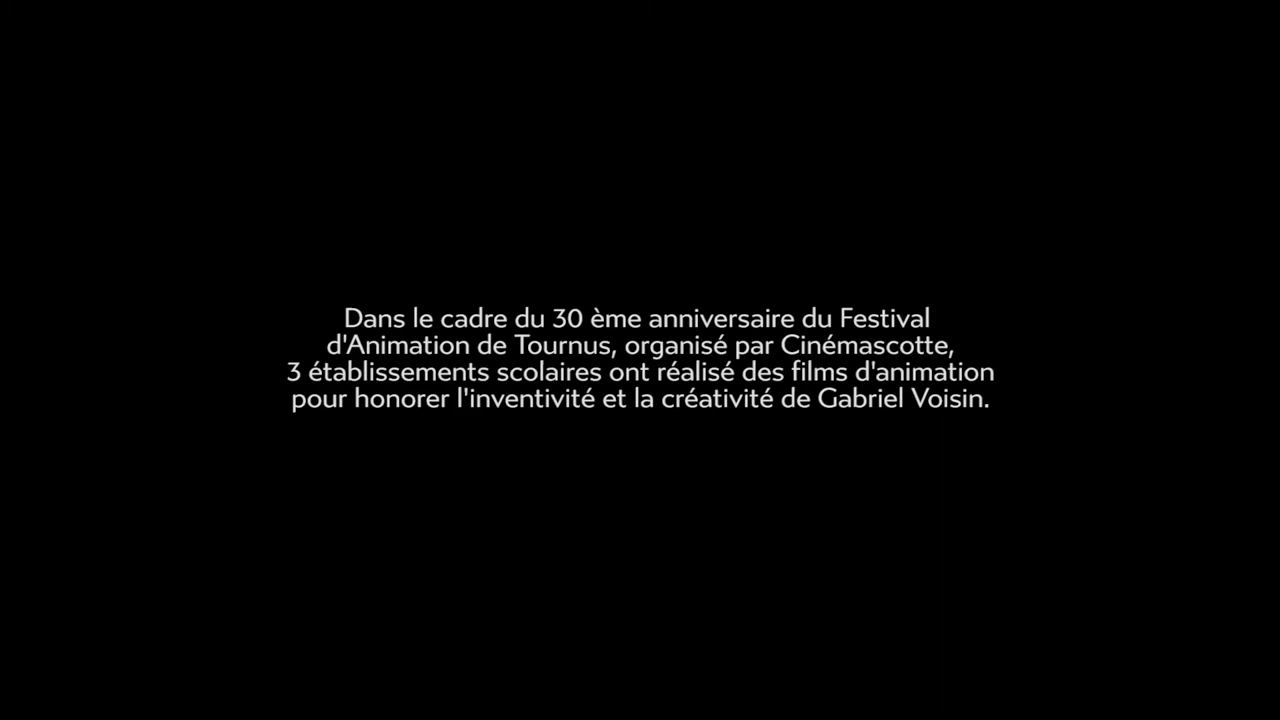 Dans le cadre du 30 ème anniversaire du Festival
d'Animation de Tournus, organisé par Cinémascotte,
3 établissements scolaires ont réalisé des films d'animation
pour honorer l'inventivité et la créativité de Gabriel Voisin.